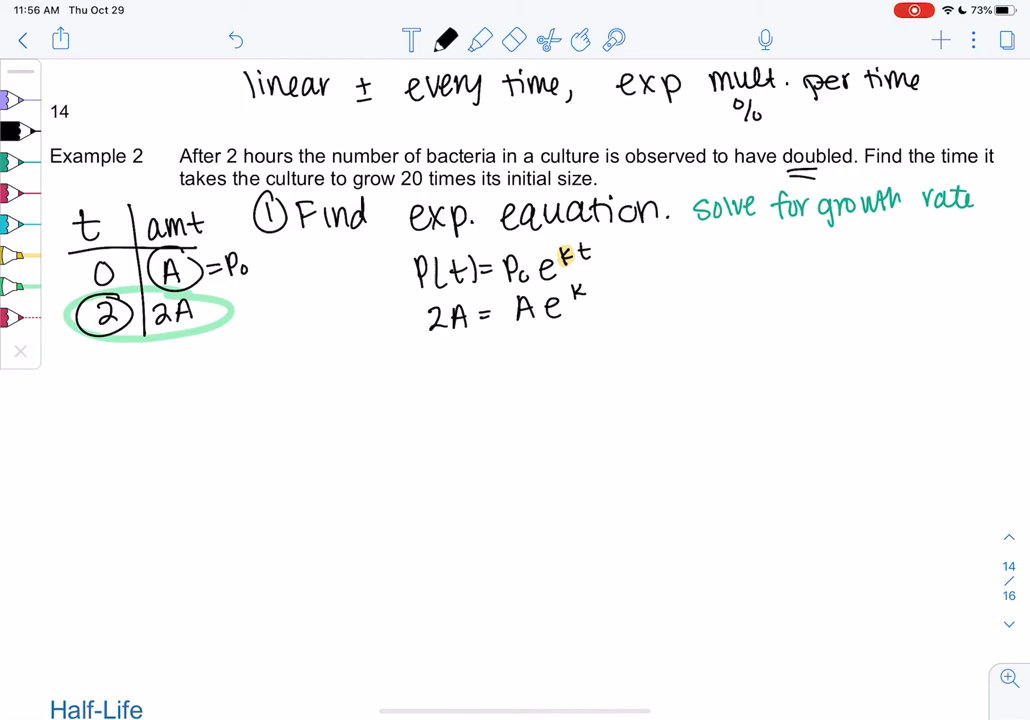 11:56 AM Thu Oct 29
73%
linear ± every time, exp mult. per time
%
14
Example 2 After 2 hours the number of bacteria in a culture is observed to have doubled. Find the time it
takes the culture to grow 20 times its initial size.
① Find exp. equation. solve for growth rate
t amt
0 A = P₀
2 2A
P(t) = P₀ e^kt
2A = A e^k
14
/
16
Half-Life